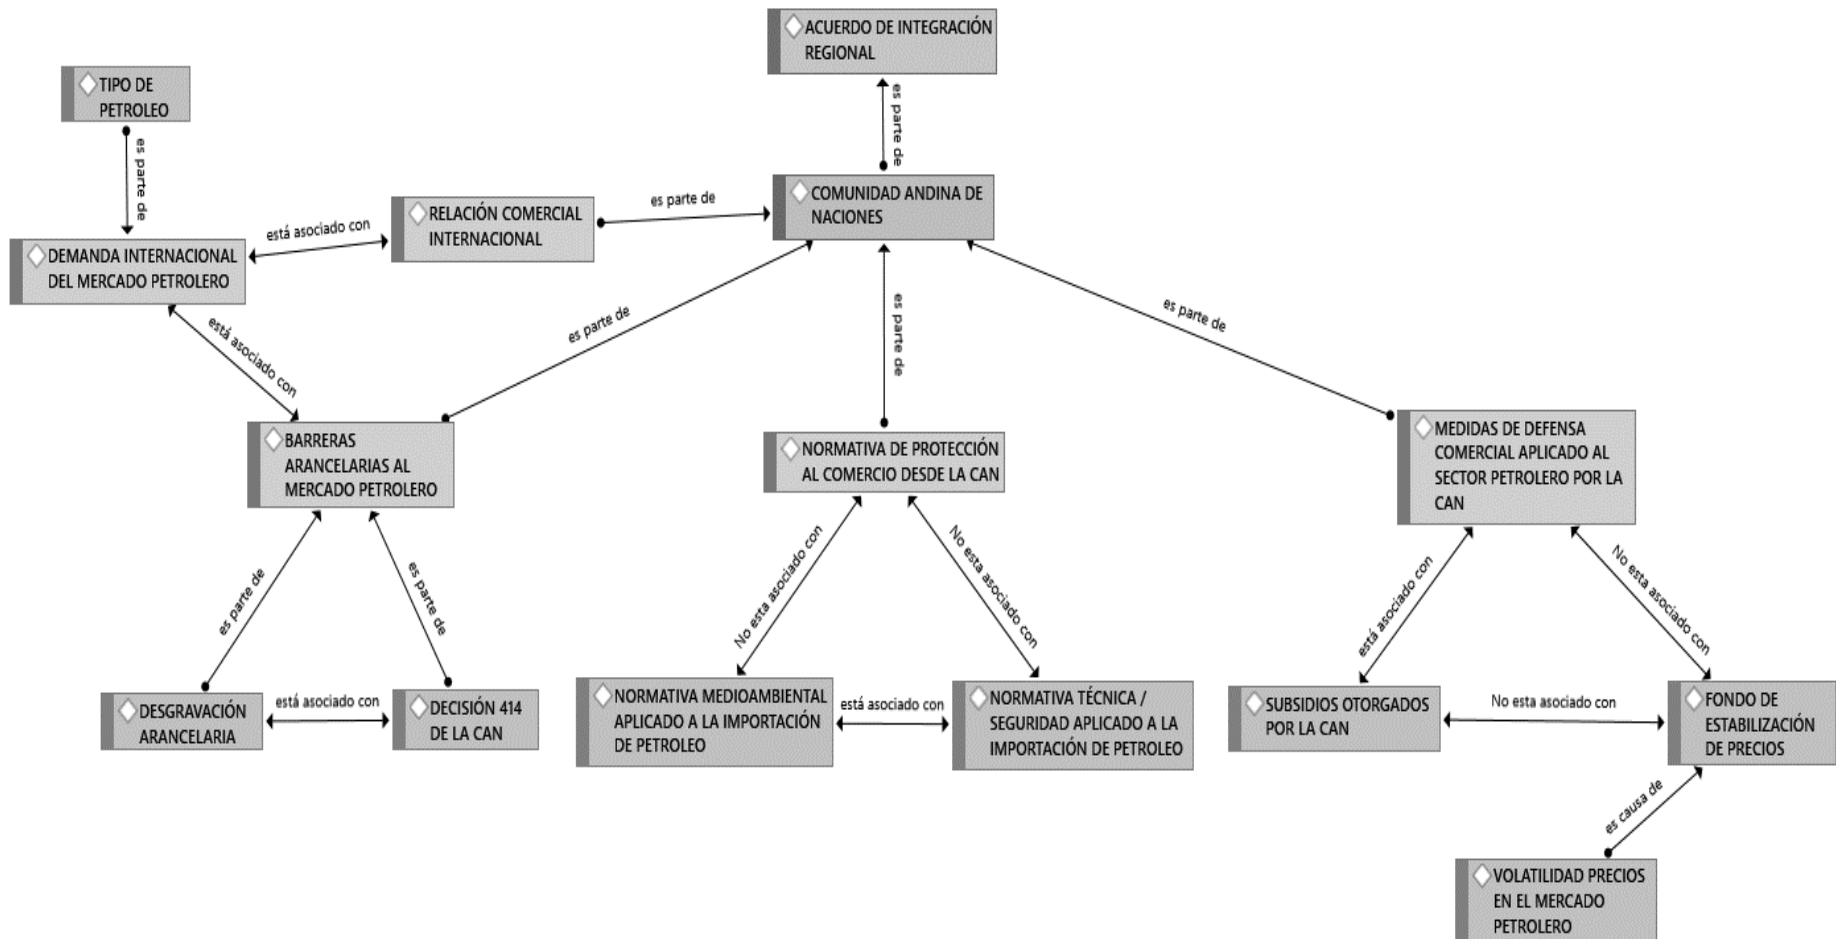 ACUERDO DE INTEGRACIÓN
REGIONAL
TIPO DE
PETROLEO
es parte de
es parte de
COMUNIDAD ANDINA DE
NACIONES
RELACIÓN COMERCIAL
INTERNACIONAL
es parte de
está asociado con
DEMANDA INTERNACIONAL
DEL MERCADO PETROLERO
está asociado con
es parte de
es parte de
es parte de
BARRERAS
ARANCELARIAS AL
MERCADO PETROLERO
NORMATIVA DE PROTECCIÓN
AL COMERCIO DESDE LA CAN
MEDIDAS DE DEFENSA
COMERCIAL APLICADO AL
SECTOR PETROLERO POR LA
CAN
es parte de
es parte de
No esta asociado con
No esta asociado con
está asociado con
No esta asociado con
DESGRAVACIÓN
ARANCELARIA
está asociado con
DECISIÓN 414
DE LA CAN
NORMATIVA MEDIOAMBIENTAL
APLICADO A LA IMPORTACIÓN
DE PETROLEO
está asociado con
NORMATIVA TÉCNICA /
SEGURIDAD APLICADO A LA
IMPORTACIÓN DE PETROLEO
SUBSIDIOS OTORGADOS
POR LA CAN
No esta asociado con
FONDO DE
ESTABILIZACIÓN
DE PRECIOS
es causa de
VOLATILIDAD PRECIOS
EN EL MERCADO
PETROLERO